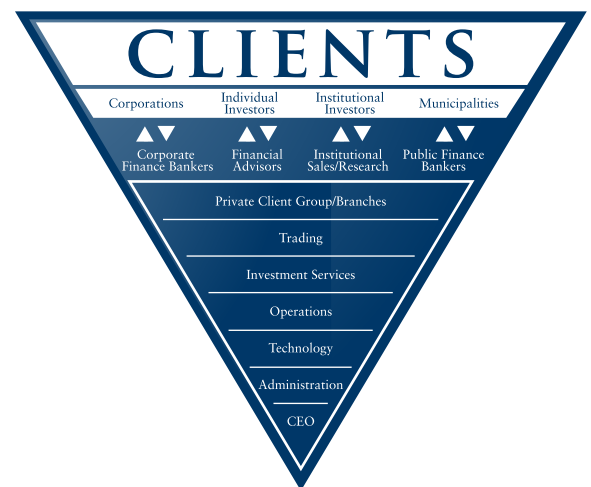 CLIENTS
Corporations
Individual
Investors
Institutional
Investors
Municipalities
Corporate
Finance Bankers
Financial
Advisors
Institutional
Sales/Research
Public Finance
Bankers
Private Client Group/Branches
Trading
Investment Services
Operations
Technology
Administration
CEO